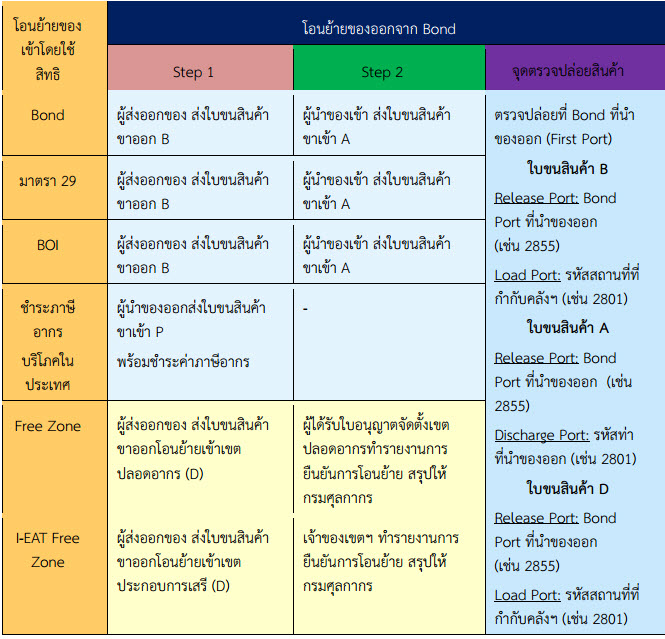 โอนย้ายของ
เข้าโดยใช้
สิทธิ
โอนย้ายของออกจาก Bond
Step 1
Step 2
จุดตรวจปล่อยสินค้า
Bond
ผู้ส่งออกของ ส่งใบขนสินค้า
ขาออก B
ผู้นำของเข้า ส่งใบขนสินค้า
ขาเข้า A
มาตรา 29
ผู้ส่งออกของ ส่งใบขนสินค้า
ขาออก B
ผู้นำของเข้า ส่งใบขนสินค้า
ขาเข้า A
BOI
ผู้ส่งออกของ ส่งใบขนสินค้า
ขาออก B
ผู้นำของเข้า ส่งใบขนสินค้า
ขาเข้า A
ชำระภาษี
อากร
บริโภคใน
ประเทศ
ผู้นำของออกส่งใบขนสินค้า
ขาเข้า P
พร้อมชำระค่าภาษีอากร
-
Free Zone
ผู้ส่งออกของ ส่งใบขนสินค้า
ขาออกโอนย้ายเข้าเขต
ปลอดอากร (D)
ผู้ได้รับใบอนุญาตจัดตั้งเขต
ปลอดอากรทำรายงานการ
ยืนยันการโอนย้าย สรุปให้
กรมศุลกากร
I-EAT Free
Zone
ผู้ส่งออกของ ส่งใบขนสินค้า
ขาออกโอนย้ายเข้าเขต
ประกอบการเสรี (D)
เจ้าของเขตฯ ทำรายงานการ
ยืนยันการโอนย้าย สรุปให้
กรมศุลกากร
ตรวจปล่อยที่ Bond ที่นำ
ของออก (First Port)
ใบขนสินค้า B
Release Port: Bond
Port ที่นำของออก
(เช่น 2855)
Load Port: รหัสสถานที่ที่
กำกับคลังฯ (เช่น 2801)
ใบขนสินค้า A
Release Port: Bond
Port ที่นำของออก (เช่น
2855)
Discharge Port: รหัสท่า
ที่นำของออก (เช่น 2801)
ใบขนสินค้า D
Release Port: Bond
Port ที่นำของออก
(เช่น 2855)
Load Port: รหัสสถานที่ที่
กำกับคลังฯ (เช่น 2801)